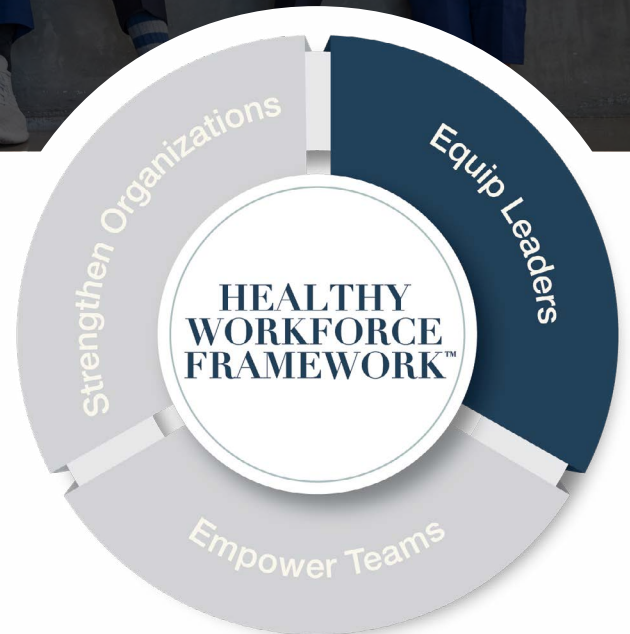 HEALTHY
WORKFORCE
FRAMEWORK™
Equip Leaders
Empower Teams
Strengthen Organizations